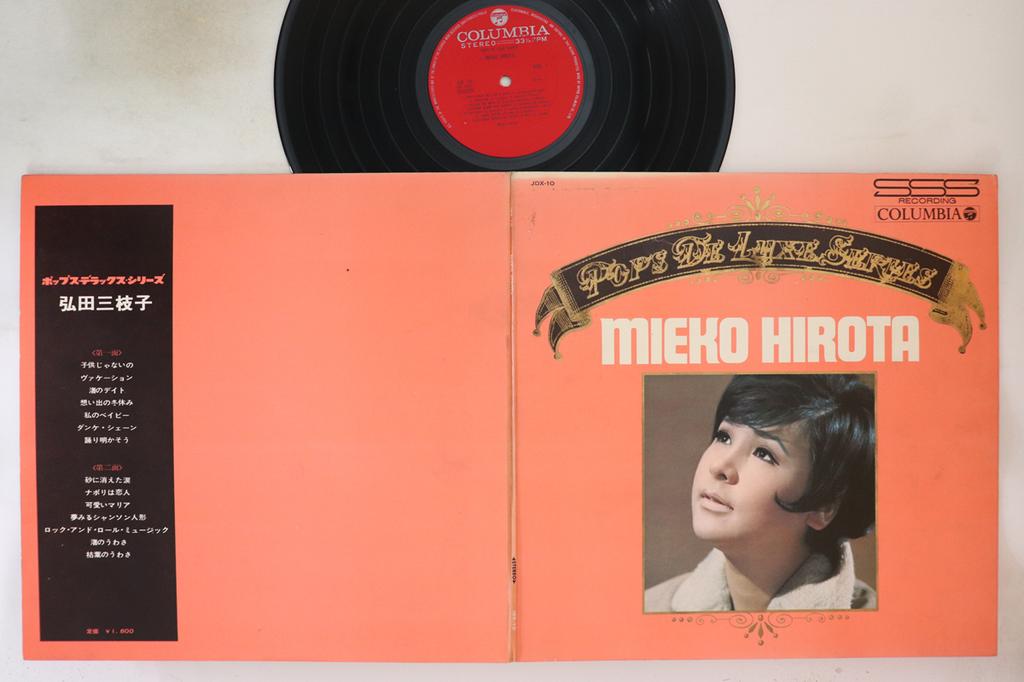 COLUMBIA
STEREO 33⅓ RPM
MIEKO HIROTA
ポップス・デラックス・シリーズ
弘田三枝子
〈第一面〉
子供じゃないの
ヴァケーション
渚のデイト
想い出の冬休み
私のベイビー
ダンケ・シェーン
踊り明かそう
〈第二面〉
砂に消えた涙
ナポリは恋人
可愛いマリア
夢みるシャンソン人形
ロック・アンド・ロール・ミュージック
渚のうわさ
枯葉のうわさ
定価 ¥1,600
JDX-10
SSS
RECORDING
COLUMBIA
POPS DE LUXE SERIES
MIEKO HIROTA
STEREO